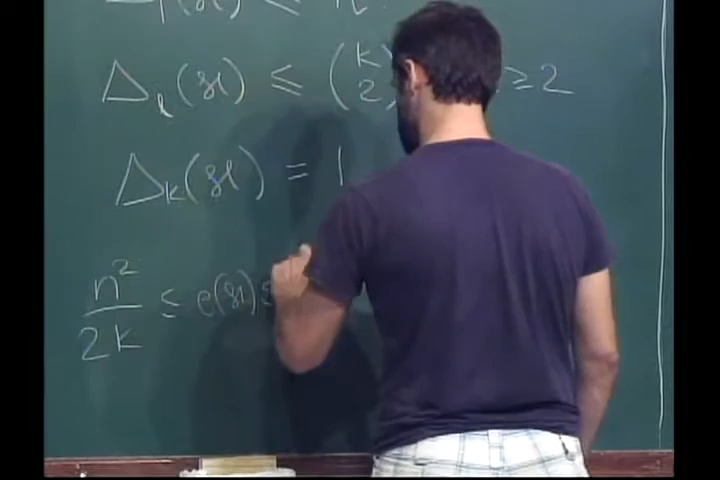 Δ_ℓ(ℋ) ≤ (k 2) ≥ 2
Δ_k(ℋ) = 1
n²/2k ≤ e(ℋ) ≤